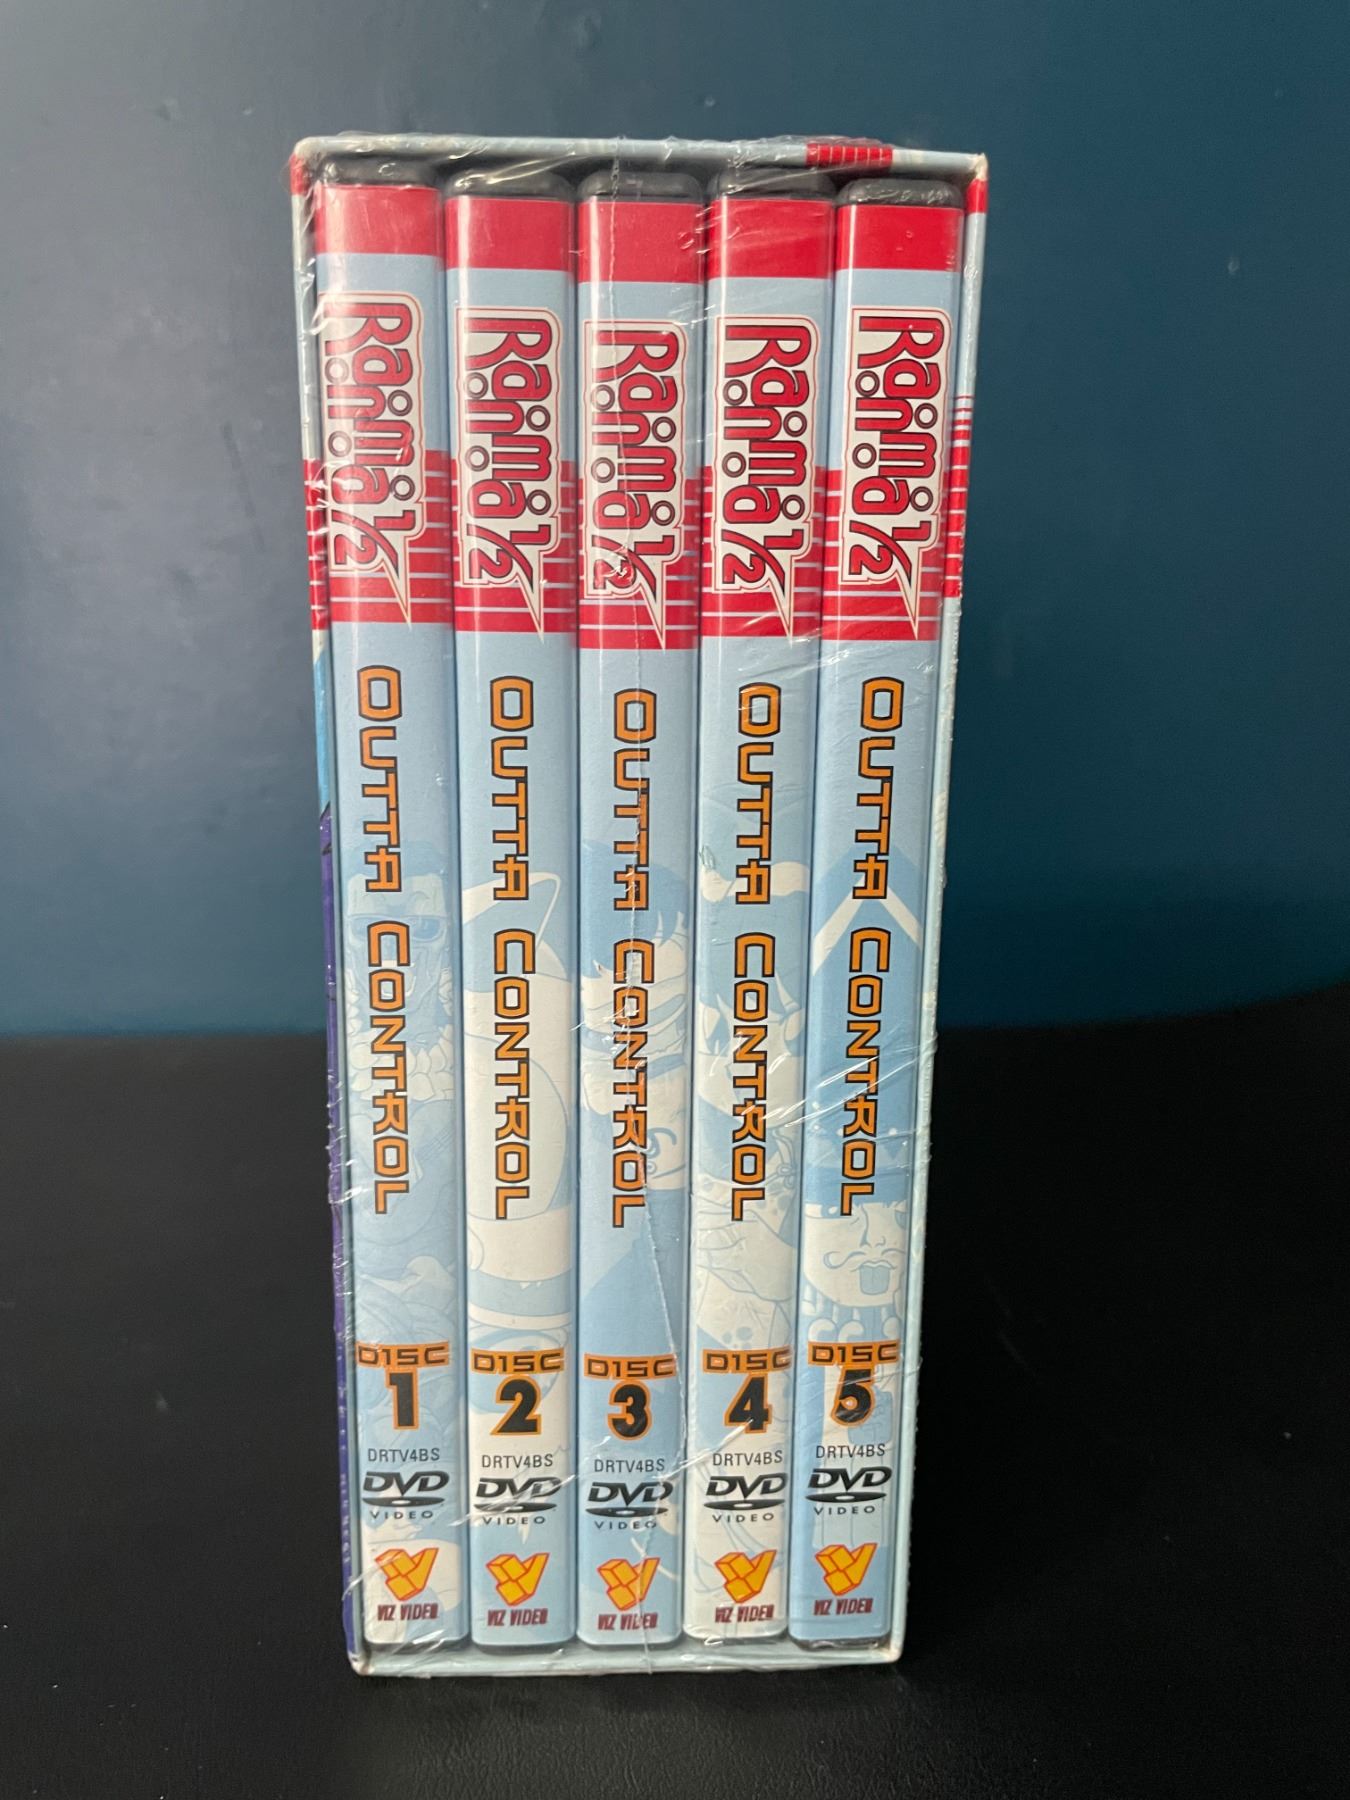 Ranma 1/2
OUTTA CONTROL
DISC
1
DRTV4BS
DVD
VIDEO
VIZ VIDEO
Ranma 1/2
OUTTA CONTROL
DISC
2
DRTV4BS
DVD
VIDEO
VIZ VIDEO
Ranma 1/2
OUTTA CONTROL
DISC
3
DRTV4BS
DVD
VIDEO
VIZ VIDEO
Ranma 1/2
OUTTA CONTROL
DISC
4
DRTV4BS
DVD
VIDEO
VIZ VIDEO
Ranma 1/2
OUTTA CONTROL
DISC
5
DRTV4BS
DVD
VIDEO
VIZ VIDEO